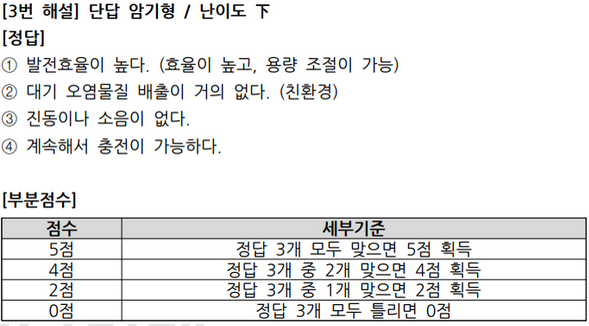 [3번 해설] 단답 암기형 / 난이도 下
[정답]
① 발전효율이 높다. (효율이 높고, 용량 조절이 가능)
② 대기 오염물질 배출이 거의 없다. (친환경)
③ 진동이나 소음이 없다.
④ 계속해서 충전이 가능하다.
[부분점수]
점수 세부기준
5점 정답 3개 모두 맞으면 5점 획득
4점 정답 3개 중 2개 맞으면 4점 획득
2점 정답 3개 중 1개 맞으면 2점 획득
0점 정답 3개 모두 틀리면 0점